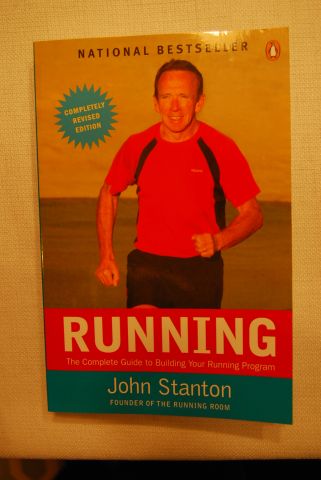 NATIONAL BESTSELLER
COMPLETELY
REVISED
EDITION
RUNNING
The Complete Guide to Building Your Running Program
John Stanton
FOUNDER OF THE RUNNING ROOM